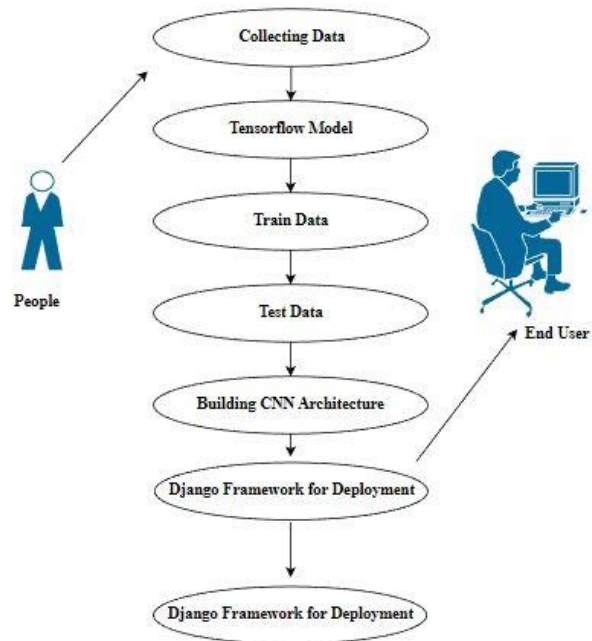 Collecting Data
Tensorflow Model
Train Data
People
Test Data
End User
Building CNN Architecture
Django Framework for Deployment
Django Framework for Deployment